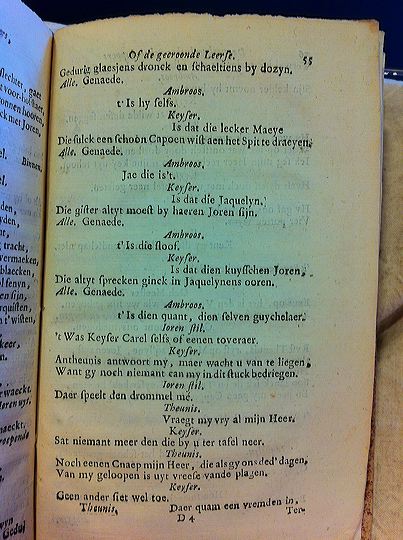 Of de gecroonde Leerse. 55
Gedurig glaesjens dronck en schaeltiens by dozyn.
Alle. Genaede.
Ambroos.
t'Is hy selfs.
Keyser.
Is dat die lecker Maeye
Die sulck een schoon Capoen wist aen het Spit te draeyen,
Alle. Genaede.
Ambroos.
Jae die is't.
Keyser.
Is dat die Jaquelyn,
Die gister altyt moest by haeren Joren sijn.
Alle. Genaede.
Ambroos.
t'Is die sloof.
Keyser.
Is dat dien kuysschen Joren,
Die altyt sprecken ginck in Jaquelynens ooren.
Alle. Genaede.
Ambroos.
t'Is dien quant, dien selven guychelaer.
Ioren stil.
't Was Keyser Carel selfs of eenen toveraer.
Keyser.
Antheunis antwoort my, maer wacht u van te liegen,
Want gy noch niemant can my in dit stuck bedriegen.
Ioren stil.
Daer speelt den drommel mé.
Theunis.
Vraegt my vry al mijn Heer.
Keyser.
Sat niemant meer den die by u ter tafel neer.
Theunis.
Noch eenen Cnaep mijn Heer, die als gy ons ded' dagen,
Van my geloopen is uyt vreese vande plagen.
Keyser.
Geen ander siet wel toe.
Theunis. Daer quam een vremden in,
D 4 Ter-